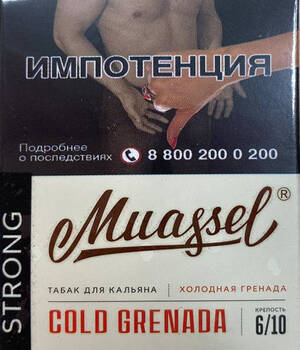 ИМПОТЕНЦИЯ
Подробнее
о последствиях
8 800 200 0 200
STRONG
Muassel®
ТАБАК ДЛЯ КАЛЬЯНА | ХОЛОДНАЯ ГРЕНАДА
COLD GRENADA
КРЕПОСТЬ
6/10